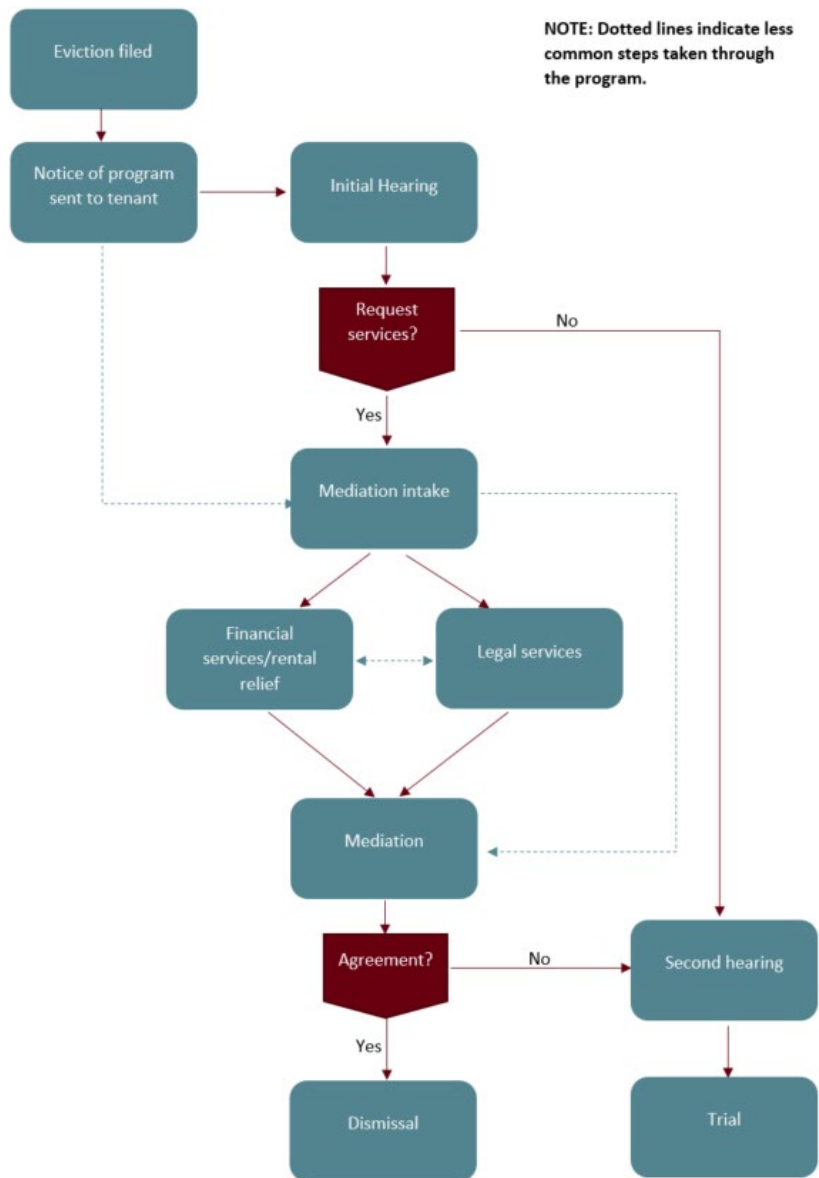 Eviction filed
NOTE: Dotted lines indicate less
common steps taken through
the program.
Notice of program
sent to tenant
Initial Hearing
Request
services?
No
Yes
Mediation intake
Financial
services/rental
relief
Legal services
Mediation
Agreement?
No
Second hearing
Yes
Dismissal
Trial